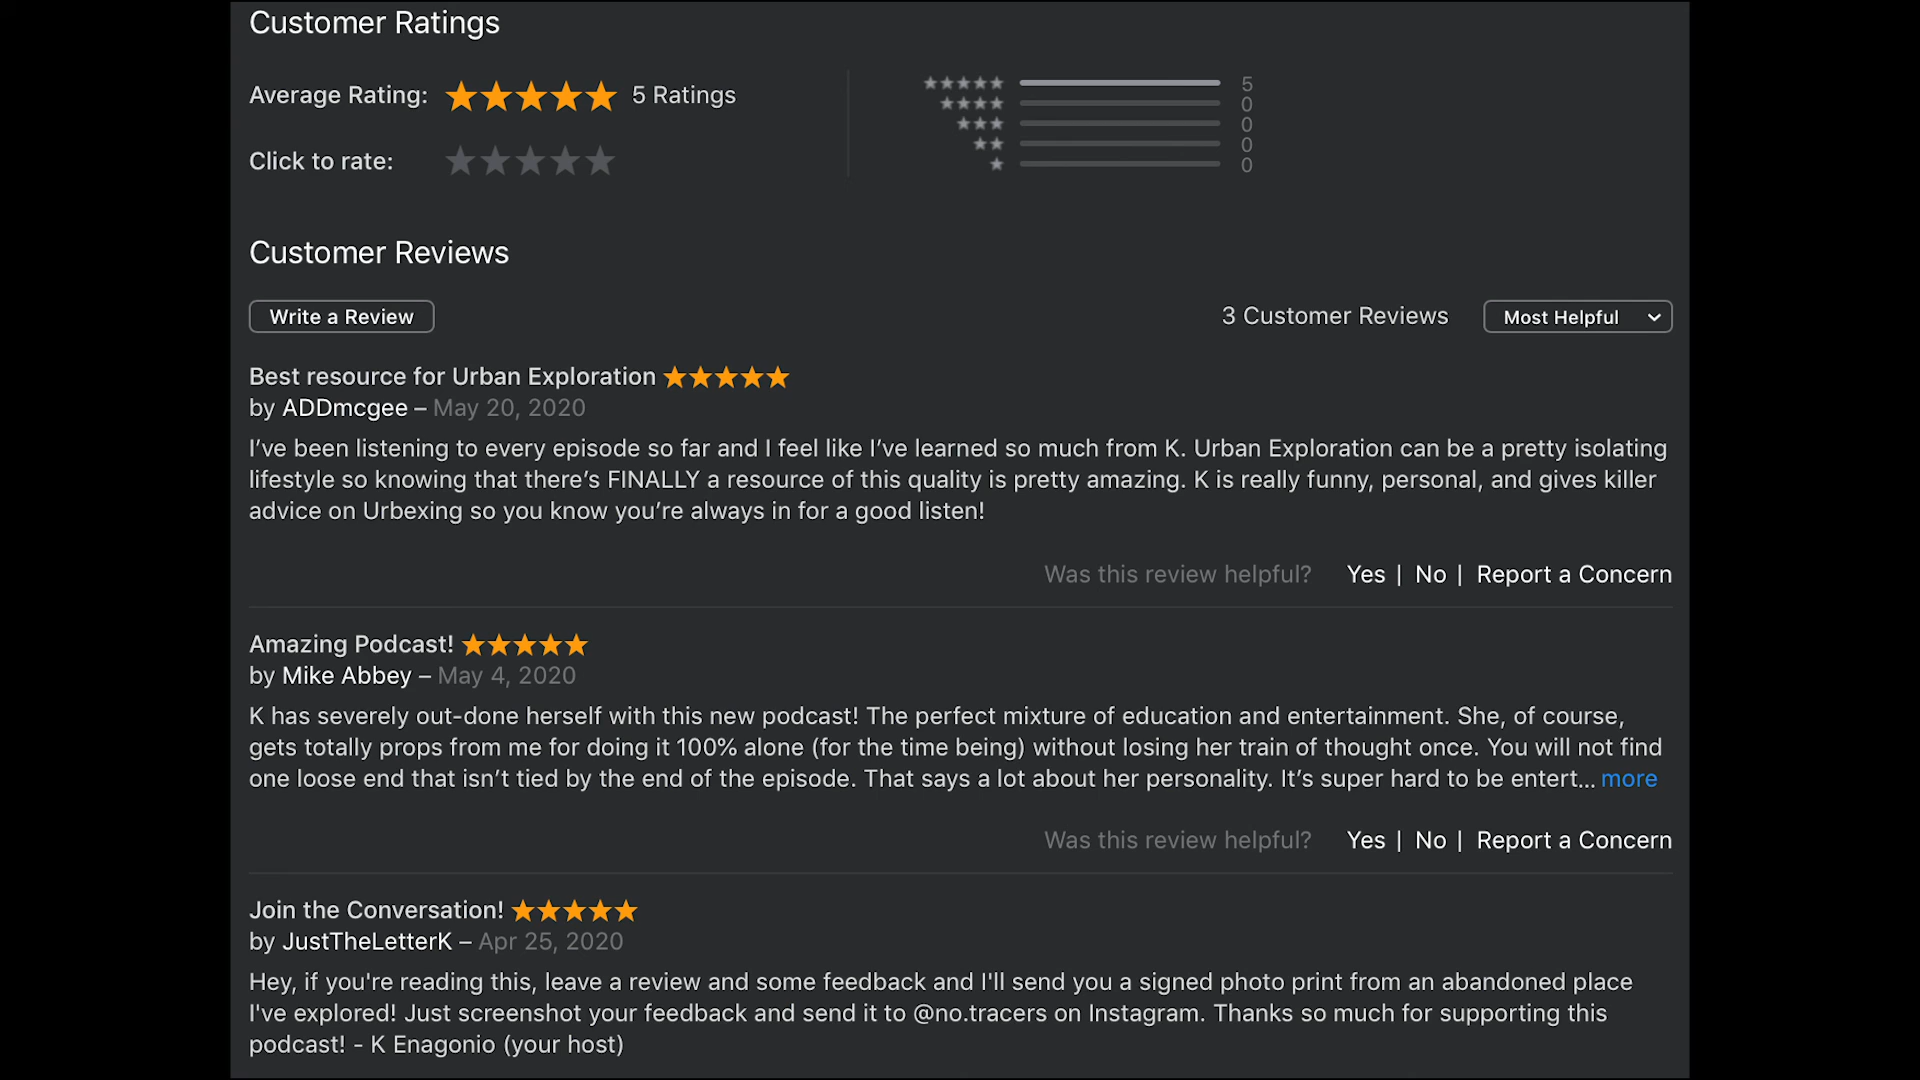 Customer Ratings
Average Rating: ★★★★★ 5 Ratings
★★★★★ 5
★★★★ 0
★★★ 0
★★ 0
★ 0
Click to rate: ★★★★★
Customer Reviews
Write a Review
3 Customer Reviews
Most Helpful
Best resource for Urban Exploration ★★★★★
by ADDmcgee – May 20, 2020
I’ve been listening to every episode so far and I feel like I’ve learned so much from K. Urban Exploration can be a pretty isolating
lifestyle so knowing that there’s FINALLY a resource of this quality is pretty amazing. K is really funny, personal, and gives killer
advice on Urbexing so you know you’re always in for a good listen!
Was this review helpful? Yes | No | Report a Concern
Amazing Podcast! ★★★★★
by Mike Abbey – May 4, 2020
K has severely out-done herself with this new podcast! The perfect mixture of education and entertainment. She, of course,
gets totally props from me for doing it 100% alone (for the time being) without losing her train of thought once. You will not find
one loose end that isn’t tied by the end of the episode. That says a lot about her personality. It’s super hard to be entert... more
Was this review helpful? Yes | No | Report a Concern
Join the Conversation! ★★★★★
by JustTheLetterK – Apr 25, 2020
Hey, if you're reading this, leave a review and some feedback and I'll send you a signed photo print from an abandoned place
I've explored! Just screenshot your feedback and send it to @no.tracers on Instagram. Thanks so much for supporting this
podcast! - K Enagonio (your host)